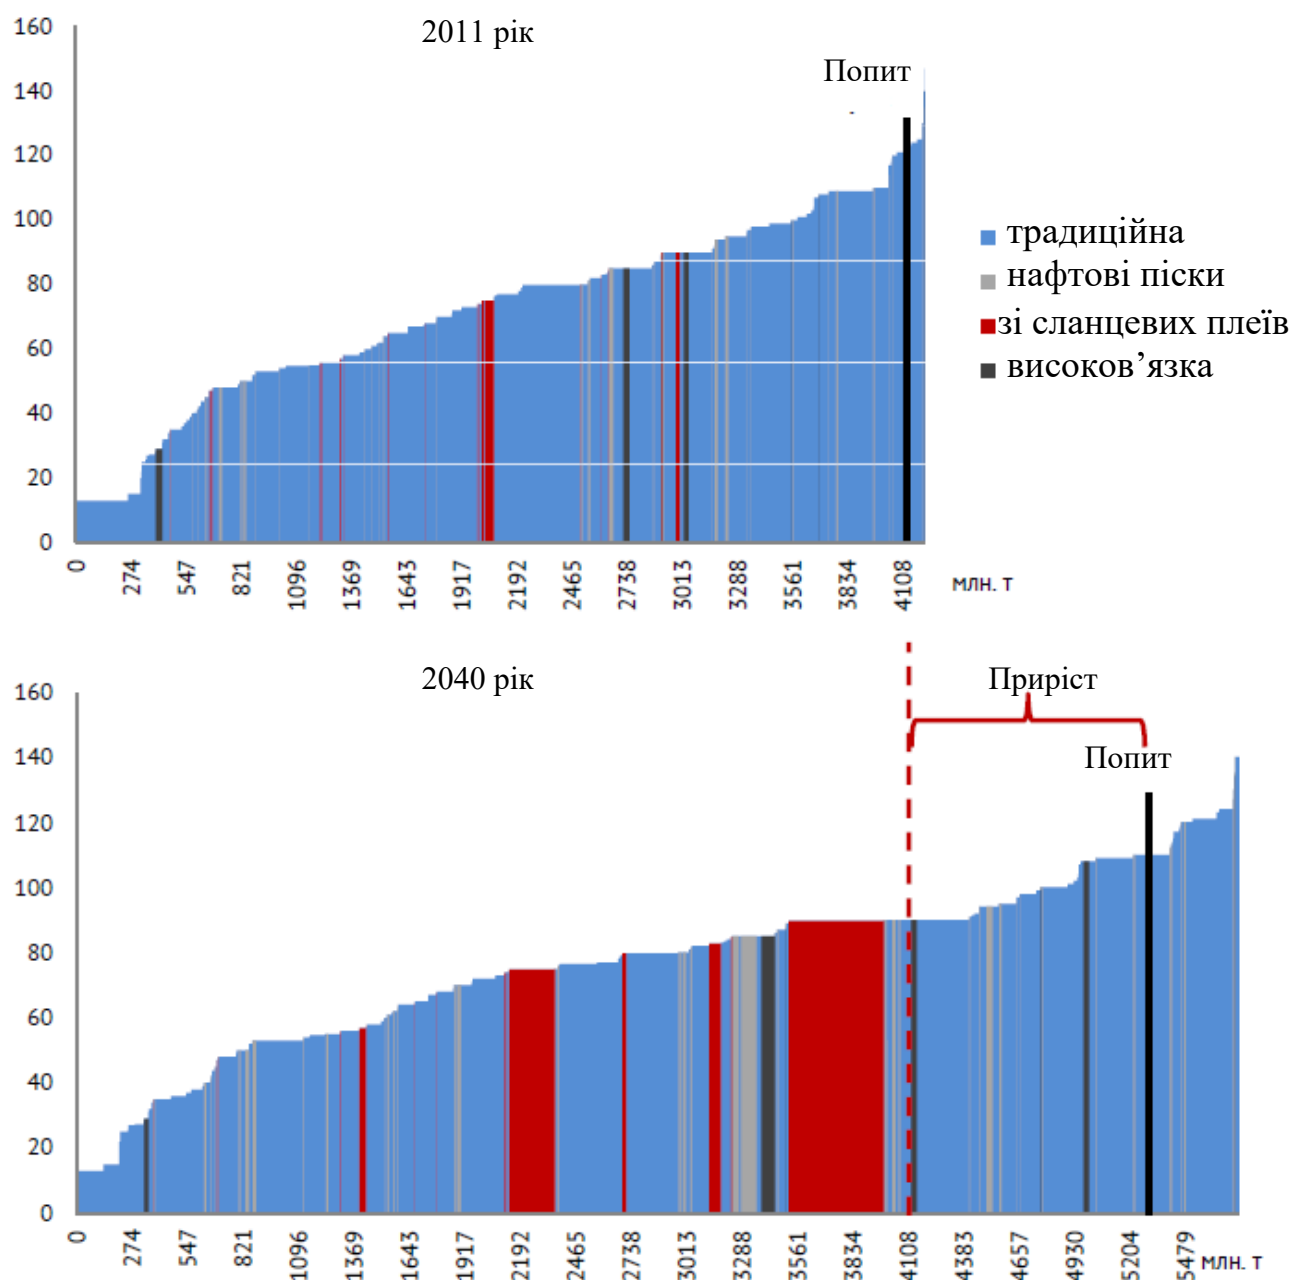 2011 рік
Попит
160
140
120
100
80
60
40
20
0
0 274 547 821 1096 1369 1643 1917 2192 2465 2738 3013 3288 3561 3834 4108 млн. т
традиційна
нафтові піски
зі сланцевих плеїв
високов’язка
2040 рік
Приріст
Попит
160
140
120
100
80
60
40
20
0
0 274 547 821 1096 1369 1643 1917 2192 2465 2738 3013 3288 3561 3834 4108 4383 4657 4930 5204 5479 млн. т